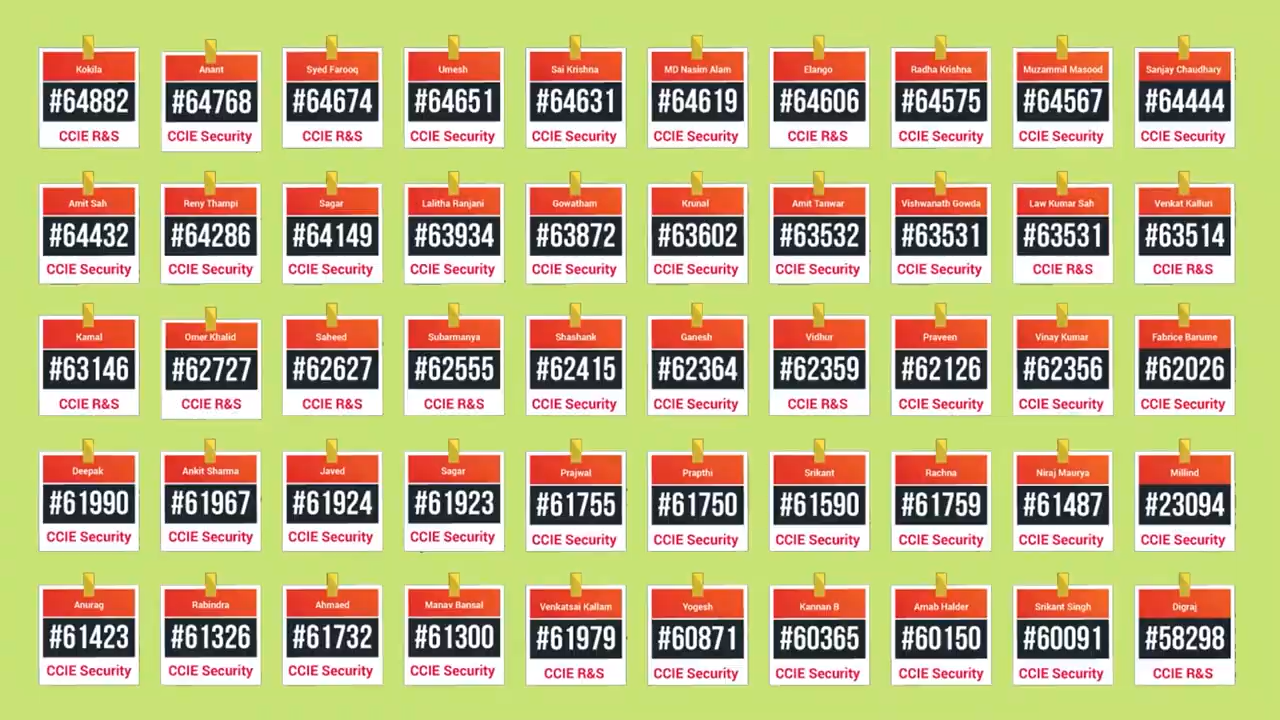 Kokila
#64882
CCIE R&S
Anant
#64768
CCIE Security
Syed Farooq
#64674
CCIE R&S
Umesh
#64651
CCIE Security
Sai Krishna
#64631
CCIE Security
MD Nasim Alam
#64619
CCIE Security
Elango
#64606
CCIE R&S
Radha Krishna
#64575
CCIE Security
Muzammil Masood
#64567
CCIE Security
Sanjay Chaudhary
#64444
CCIE Security
Amit Sah
#64432
CCIE Security
Reny Thampi
#64286
CCIE Security
Sagar
#64149
CCIE Security
Lalitha Ranjani
#63934
CCIE Security
Gowatham
#63872
CCIE Security
Krunal
#63602
CCIE Security
Amit Tanwar
#63532
CCIE Security
Vishwanath Gowda
#63531
CCIE Security
Law Kumar Sah
#63531
CCIE R&S
Venkat Kalluri
#63514
CCIE R&S
Kamal
#63146
CCIE R&S
Omer Khalid
#62727
CCIE R&S
Saheed
#62627
CCIE R&S
Subarmanya
#62555
CCIE R&S
Shashank
#62415
CCIE Security
Ganesh
#62364
CCIE Security
Vidhur
#62359
CCIE R&S
Praveen
#62126
CCIE Security
Vinay Kumar
#62356
CCIE Security
Fabrice Barume
#62026
CCIE Security
Deepak
#61990
CCIE Security
Ankit Sharma
#61967
CCIE Security
Javed
#61924
CCIE Security
Sagar
#61923
CCIE Security
Prajwal
#61755
CCIE Security
Prapthi
#61750
CCIE Security
Srikant
#61590
CCIE Security
Rachna
#61759
CCIE Security
Niraj Maurya
#61487
CCIE Security
Millind
#23094
CCIE Security
Anurag
#61423
CCIE Security
Rabindra
#61326
CCIE Security
Ahmaed
#61732
CCIE Security
Manav Bansal
#61300
CCIE Security
Venkatsai Kallam
#61979
CCIE R&S
Yogesh
#60871
CCIE Security
Kannan B
#60365
CCIE Security
Arnab Halder
#60150
CCIE Security
Srikant Singh
#60091
CCIE Security
Digraj
#58298
CCIE R&S